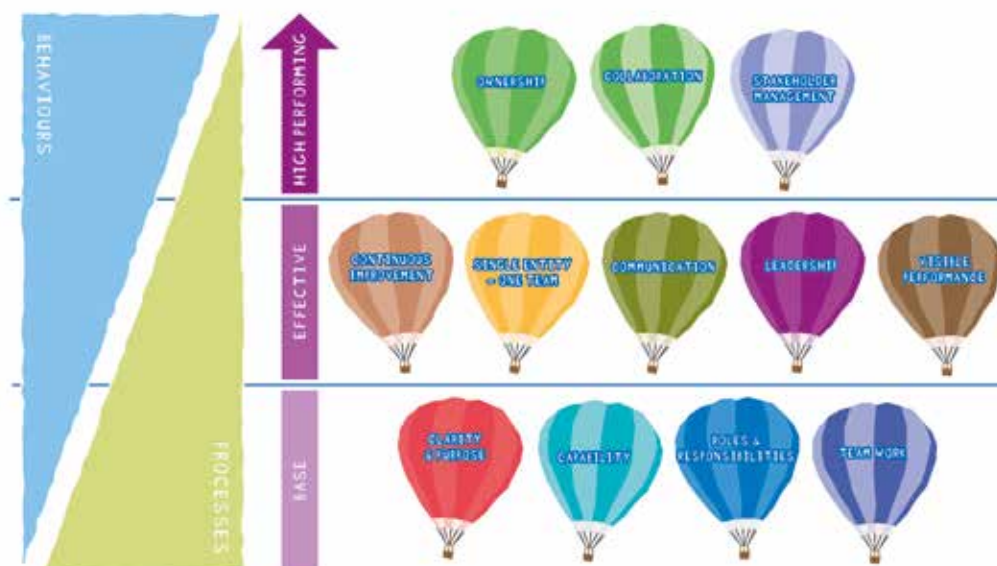 BEHAVIOURS
PROCESSES
HIGH PERFORMING
OWNERSHIP
COLLABORATION
STAKEHOLDER
MANAGEMENT
EFFECTIVE
CONTINUOUS
IMPROVEMENT
SINGLE ENTITY
- ONE TEAM
COMMUNICATION
LEADERSHIP
VISIBLE
PERFORMANCE
BASE
CLARITY
& PURPOSE
CAPABILITY
ROLES &
RESPONSIBILITIES
TEAM WORK